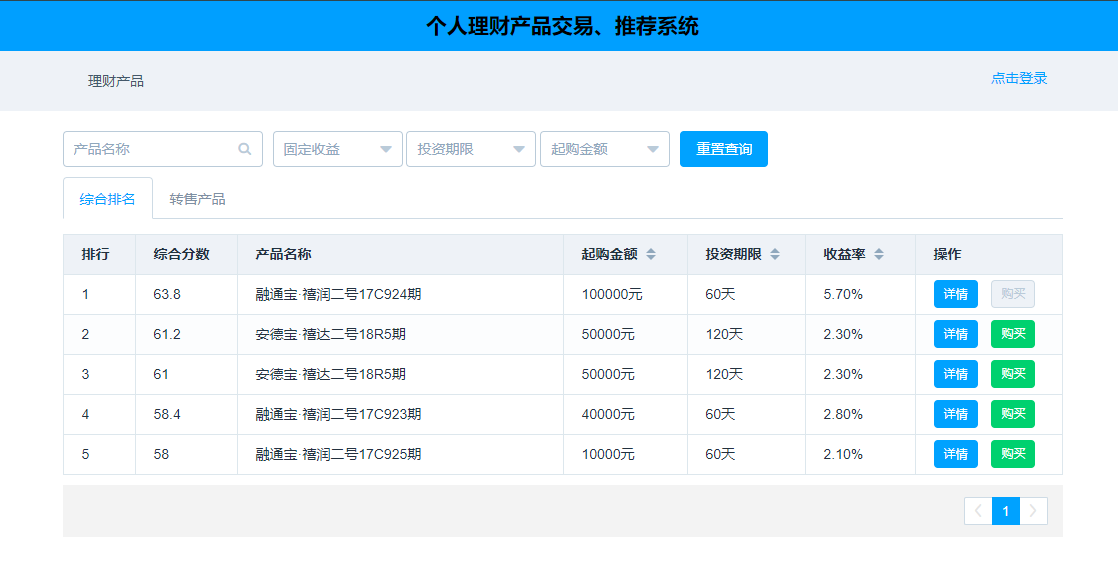 个人理财产品交易、推荐系统
理财产品 点击登录
产品名称 固定收益 投资期限 起购金额 重置查询
综合排名 转售产品
排行 综合分数 产品名称 起购金额 投资期限 收益率 操作
1 63.8 融通宝·禧润二号17C924期 100000元 60天 5.70% 详情 购买
2 61.2 安德宝·禧达二号18R5期 50000元 120天 2.30% 详情 购买
3 61 安德宝·禧达二号18R5期 50000元 120天 2.30% 详情 购买
4 58.4 融通宝·禧润二号17C923期 40000元 60天 2.80% 详情 购买
5 58 融通宝·禧润二号17C925期 10000元 60天 2.10% 详情 购买
1